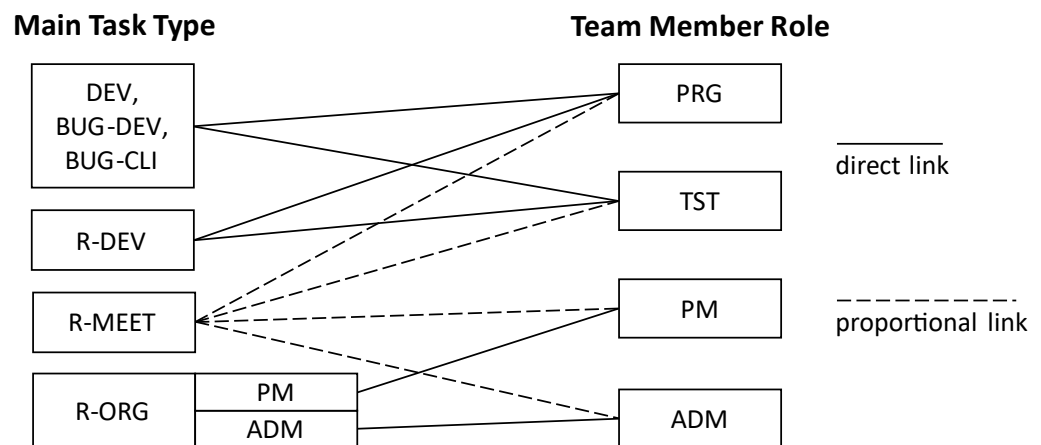 Main Task Type
Team Member Role
DEV,
BUG-DEV,
BUG-CLI
PRG
direct link
TST
R-DEV
R-MEET
PM
proportional link
R-ORG
PM
ADM
ADM